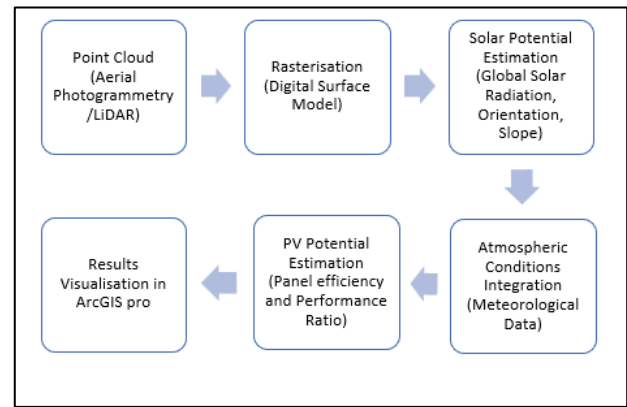 Point Cloud
(Aerial
Photogrammetry
/LiDAR)
Rasterisation
(Digital Surface
Model)
Solar Potential
Estimation
(Global Solar
Radiation,
Orientation,
Slope)
Atmospheric
Conditions
Integration
(Meteorological
Data)
PV Potential
Estimation
(Panel efficiency
and Performance
Ratio)
Results
Visualisation in
ArcGIS pro